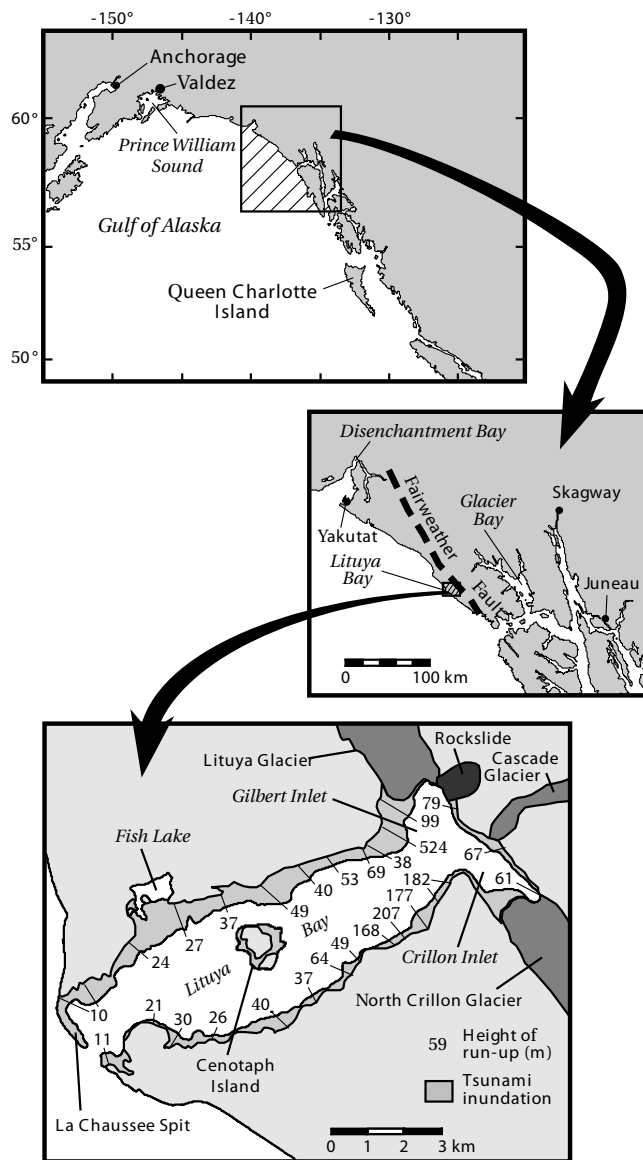 -150°
-140°
-130°
Anchorage
Valdez
60°
Prince William
Sound
Gulf of Alaska
55°
Queen Charlotte
Island
50°
Disenchantment Bay
Fairweather
Fault
Glacier
Bay
Skagway
Yakutat
Lituya
Bay
Juneau
0 100 km
Rockslide
Lituya Glacier
Cascade
Glacier
Gilbert Inlet
79
99
524
Fish Lake
38
67
69
53
182
61
40
177
49
207
37
Bay
168
27
49
24
Crillon Inlet
64
Lituya
37
North Crillon Glacier
10
21
40
30
26
11
Cenotaph
Island
La Chaussee Spit
59 Height of
run-up (m)
Tsunami
inundation
0 1 2 3 km